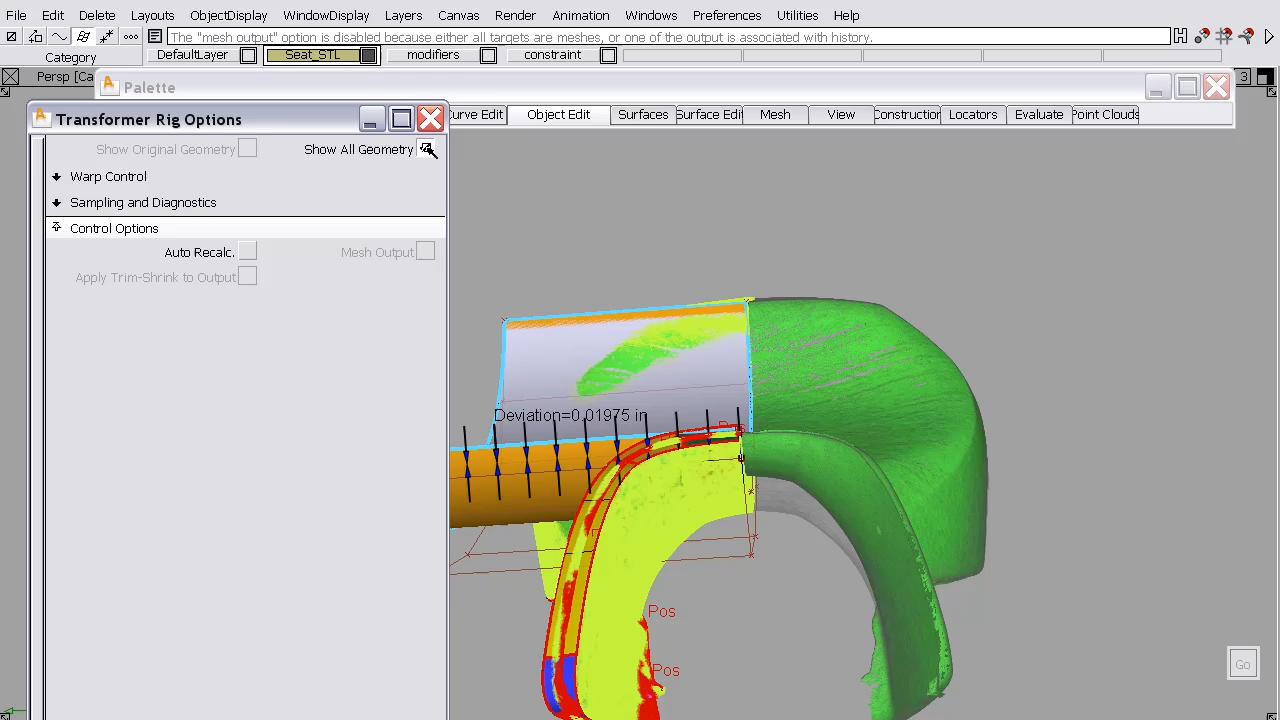 File Edit Delete Layouts ObjectDisplay WindowDisplay Layers Canvas Render Animation Windows Preferences Utilities Help
The "mesh output" option is disabled because either all targets are meshes, or one of the output is associated with history.
Category DefaultLayer Seat_STL modifiers constraint
Persp [Ca 3
Palette
Transformer Rig Options
urve Edit Object Edit Surfaces Surface Edi Mesh View Construction Locators Evaluate Point Clouds
Show Original Geometry Show All Geometry
Warp Control
Sampling and Diagnostics
Control Options
Auto Recalc. Mesh Output
Apply Trim-Shrink to Output
Deviation=0.01975 in
Pos
Pos
Pos
Go